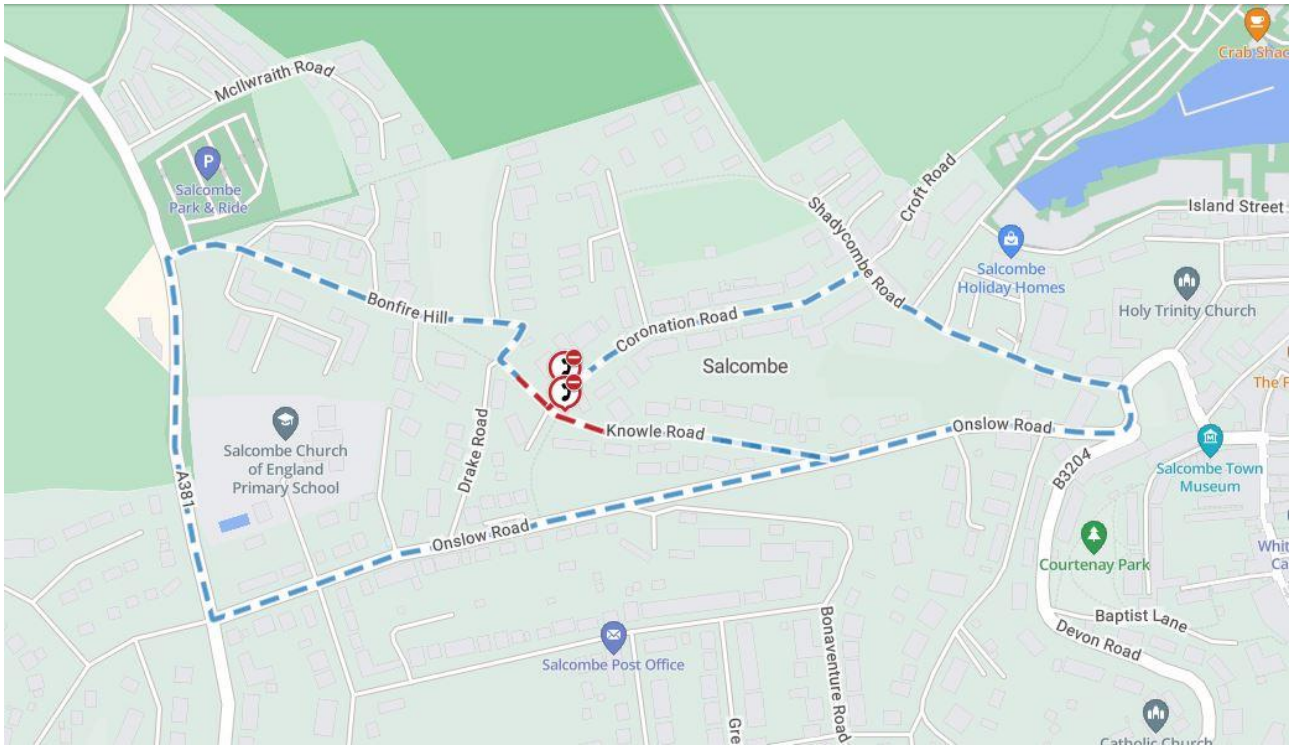 Crab Shac
McIlwraith Road
P
Salcombe
Park & Ride
Croft Road
Shadycombe Road
Island Street
Salcombe
Holiday Homes
Holy Trinity Church
Bonfire Hill
Coronation Road
Salcombe
The F
Knowle Road
Onslow Road
Salcombe Church
of England
Primary School
Drake Road
A381
B3204
Salcombe Town
Museum
Onslow Road
Courtenay Park
Whit
Ca
Baptist Lane
Devon Road
Salcombe Post Office
Bonaventure Road
Gre
Catholic Church